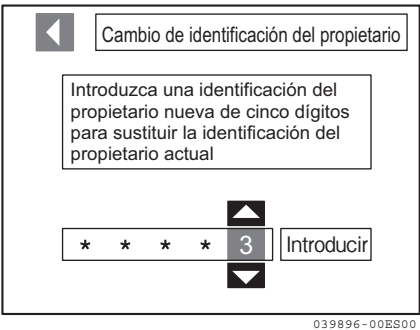 Cambio de identificación del propietario
Introduzca una identificación del
propietario nueva de cinco dígitos
para sustituir la identificación del
propietario actual
* * * * 3 Introducir
039896-00ES00